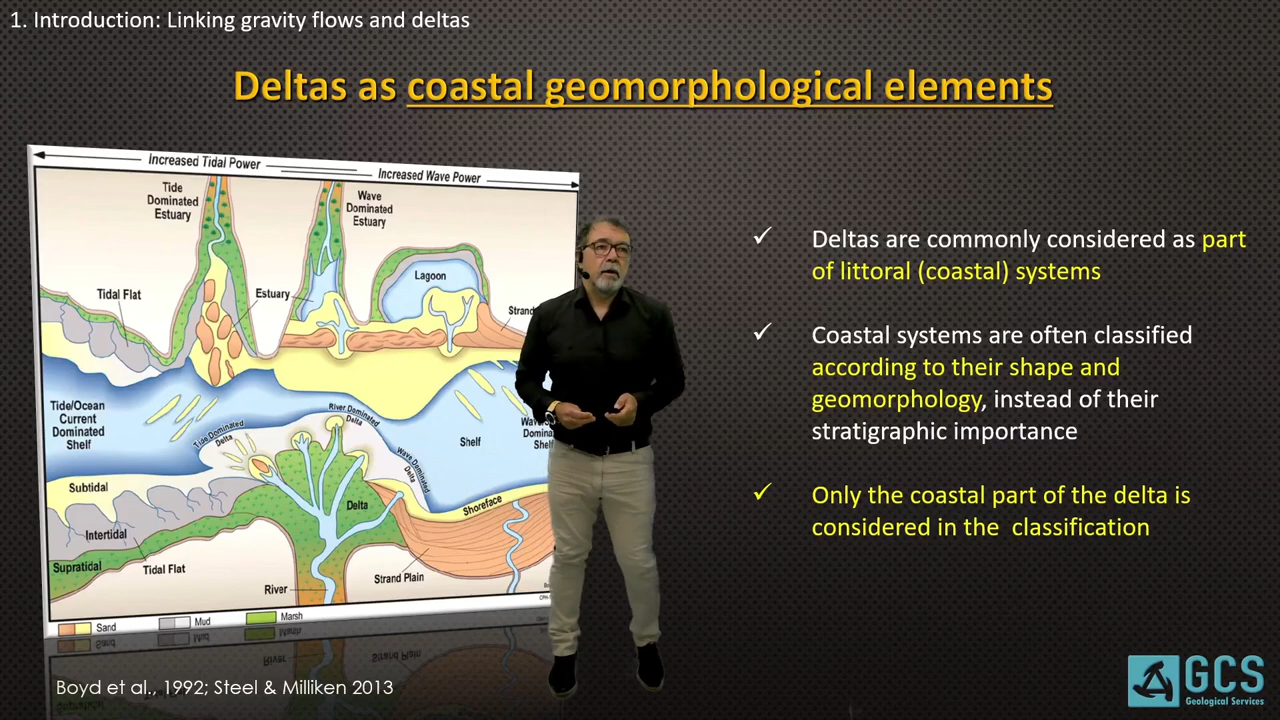 1. Introduction: Linking gravity flows and deltas
Deltas as coastal geomorphological elements
Increased Tidal Power
Increased Wave Power
Tide
Dominated
Estuary
Wave
Dominated
Estuary
Lagoon
Tidal Flat
Estuary
Strand
Tide/Ocean
Current
Dominated
Shelf
Tide Dominated
Delta
River Dominated
Delta
Wave Dominated
Delta
Shelf
Shelf
Subtidal
Shoreface
Delta
Intertidal
Supratidal
Tidal Flat
Strand Plain
River
Sand
Mud
Marsh
Deltas are commonly considered as part
of littoral (coastal) systems
Coastal systems are often classified
according to their shape and
geomorphology, instead of their
stratigraphic importance
Only the coastal part of the delta is
considered in the classification
Boyd et al., 1992; Steel & Milliken 2013
GCS
Geological Services